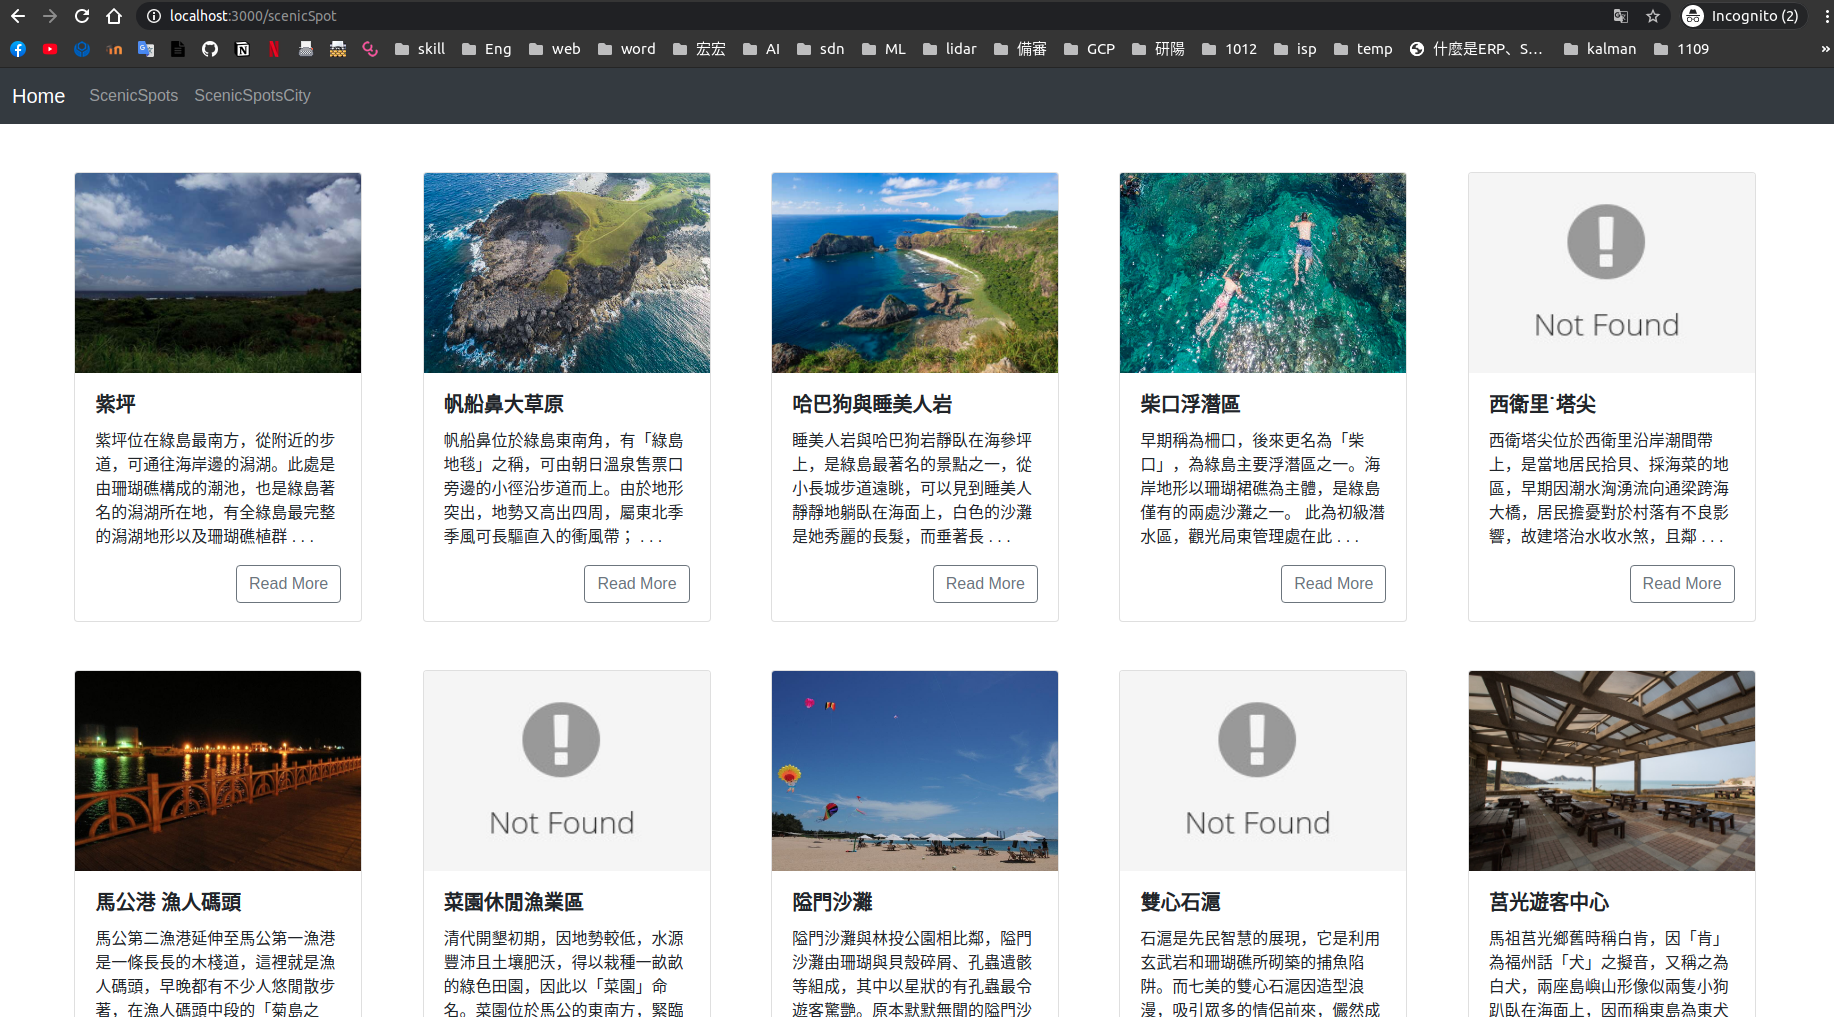 localhost:3000/scenicSpot
Incognito (2)
skill
Eng
web
word
宏宏
AI
sdn
ML
lidar
備審
GCP
研陽
1012
isp
temp
什麼是ERP、S...
kalman
1109
»
Home
ScenicSpots
ScenicSpotsCity
紫坪
紫坪位在綠島最南方，從附近的步
道，可通往海岸邊的潟湖。此處是
由珊瑚礁構成的潮池，也是綠島著
名的潟湖所在地，有全綠島最完整
的潟湖地形以及珊瑚礁植群 . . .
Read More
帆船鼻大草原
帆船鼻位於綠島東南角，有「綠島
地毯」之稱，可由朝日溫泉售票口
旁邊的小徑沿步道而上。由於地形
突出，地勢又高出四周，屬東北季
季風可長驅直入的衝風帶； . . .
Read More
哈巴狗與睡美人岩
睡美人岩與哈巴狗岩靜臥在海參坪
上，是綠島最著名的景點之一，從
小長城步道遠眺，可以見到睡美人
靜靜地躺臥在海面上，白色的沙灘
是她秀麗的長髮，而垂著長 . . .
Read More
柴口浮潛區
早期稱為柵口，後來更名為「柴
口」，為綠島主要浮潛區之一。海
岸地形以珊瑚裙礁為主體，是綠島
僅有的兩處沙灘之一。 此為初級潛
水區，觀光局東管理處在此 . . .
Read More
Not Found
西衛里˙塔尖
西衛塔尖位於西衛里沿岸潮間帶
上，是當地居民拾貝、採海菜的地
區，早期因潮水洶湧流向通梁跨海
大橋，居民擔憂對於村落有不良影
響，故建塔治水收水煞，且鄰 . . .
Read More
馬公港 漁人碼頭
馬公第二漁港延伸至馬公第一漁港
是一條長長的木棧道，這裡就是漁
人碼頭，早晚都有不少人悠閒散步
著，在漁人碼頭中段的「菊島之
Not Found
菜園休閒漁業區
清代開墾初期，因地勢較低，水源
豐沛且土壤肥沃，得以栽種一畝畝
的綠色田園，因此以「菜園」命
名。菜園位於馬公的東南方，緊臨
隘門沙灘
隘門沙灘與林投公園相比鄰，隘門
沙灘由珊瑚與貝殼碎屑、孔蟲遺骸
等組成，其中以星狀的有孔蟲最令
遊客驚艷。原本默默無聞的隘門沙
Not Found
雙心石滬
石滬是先民智慧的展現，它是利用
玄武岩和珊瑚礁所砌築的捕魚陷
阱。而七美的雙心石滬因造型浪
漫，吸引眾多的情侶前來，儼然成
莒光遊客中心
馬祖莒光鄉舊時稱白肯，因「肯」
為福州話「犬」之擬音，又稱之為
白犬，兩座島嶼山形像似兩隻小狗
趴臥在海面上，因而稱東島為東犬